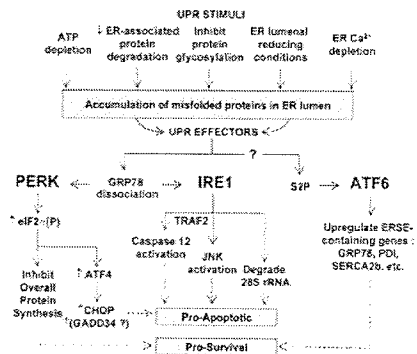 UPR STIMULI
ATP depletion
↓ ER-associated protein degradation
Inhibit protein glycosylation
ER lumenal reducing conditions
ER Ca²⁺ depletion
Accumulation of misfolded proteins in ER lumen
UPR EFFECTORS
?
PERK
GRP78 dissociation
IRE1
S2P
ATF6
↑ eIF2 (P)
TRAF2
Upregulate ERSE-
containing genes :
GRP78, PDI,
SERCA2b, etc.
Caspase 12 activation
JNK activation
Degrade 28S rRNA
Inhibit Overall Protein Synthesis
↑ ATF4
↑ CHOP
(GADD34 ?)
Pro-Apoptotic
Pro-Survival